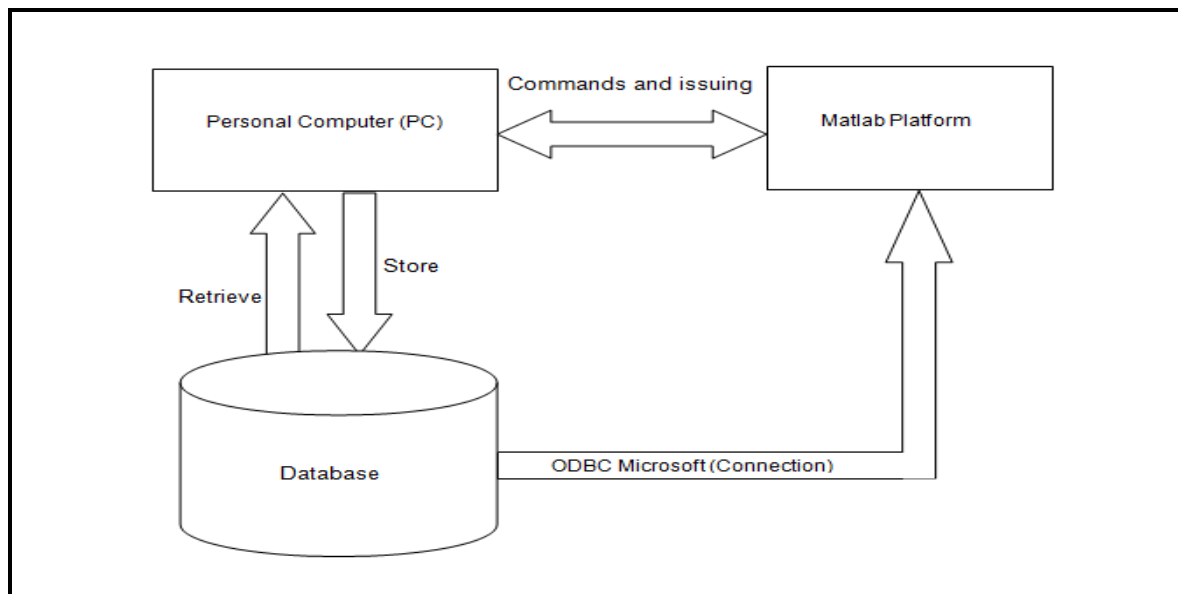 Commands and issuing
Personal Computer (PC)
Matlab Platform
Store
Retrieve
ODBC Microsoft (Connection)
Database